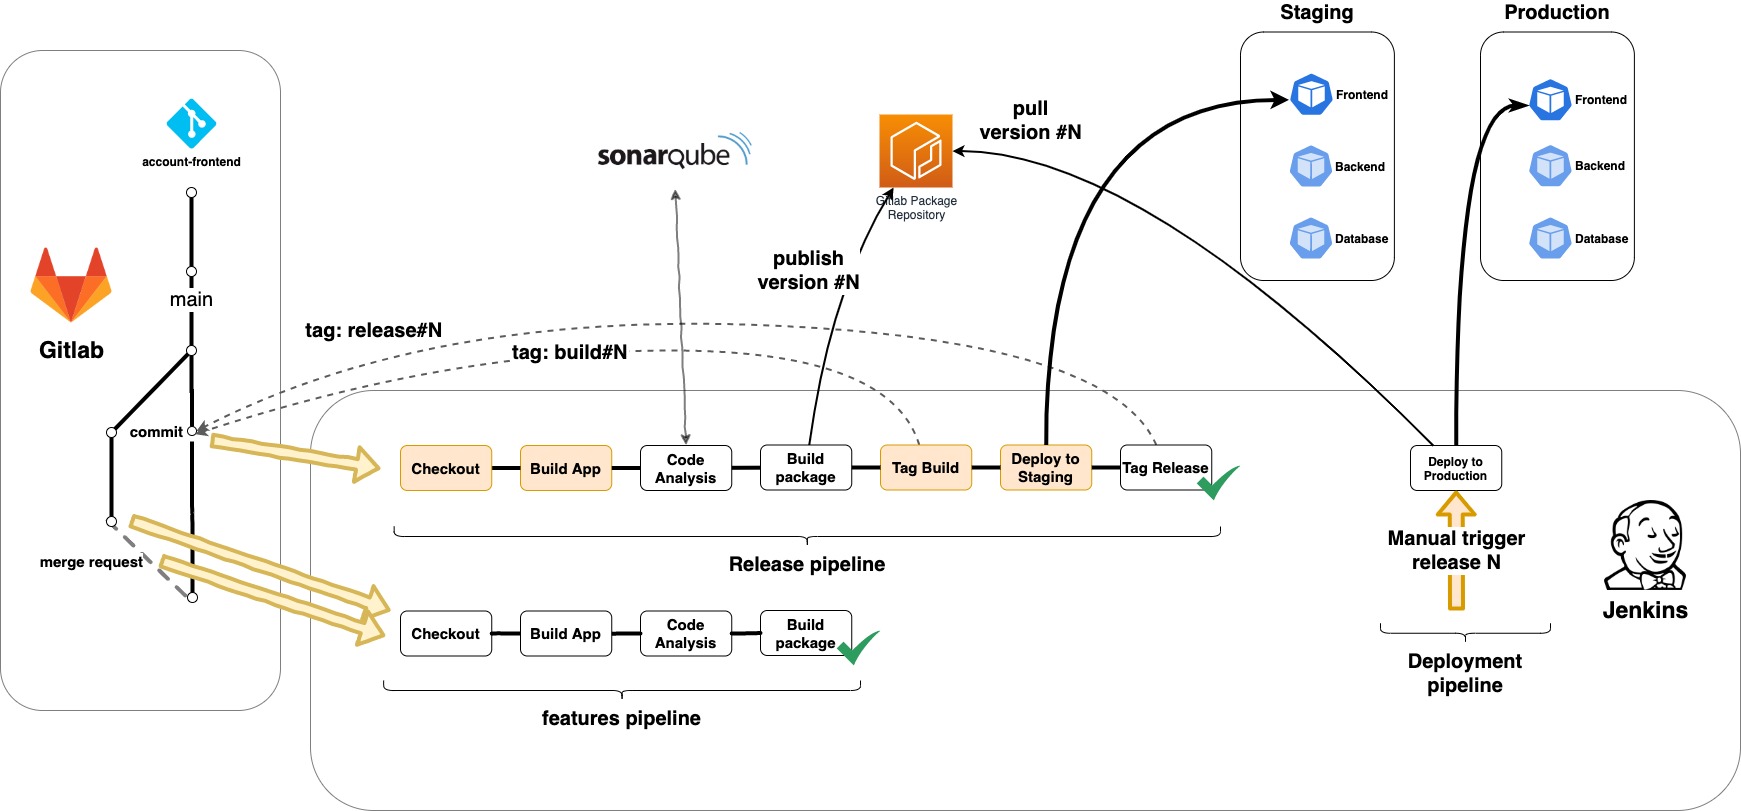 Staging
Production
Frontend
Backend
Database
Frontend
Backend
Database
account-frontend
main
Gitlab
commit
merge request
sonarqube
pull
version #N
Gitlab Package
Repository
publish
version #N
tag: release#N
tag: build#N
Checkout
Build App
Code
Analysis
Build
package
Tag Build
Deploy to
Staging
Tag Release
Release pipeline
Deploy to
Production
Manual trigger
release N
Deployment
pipeline
Jenkins
Checkout
Build App
Code
Analysis
Build
package
features pipeline